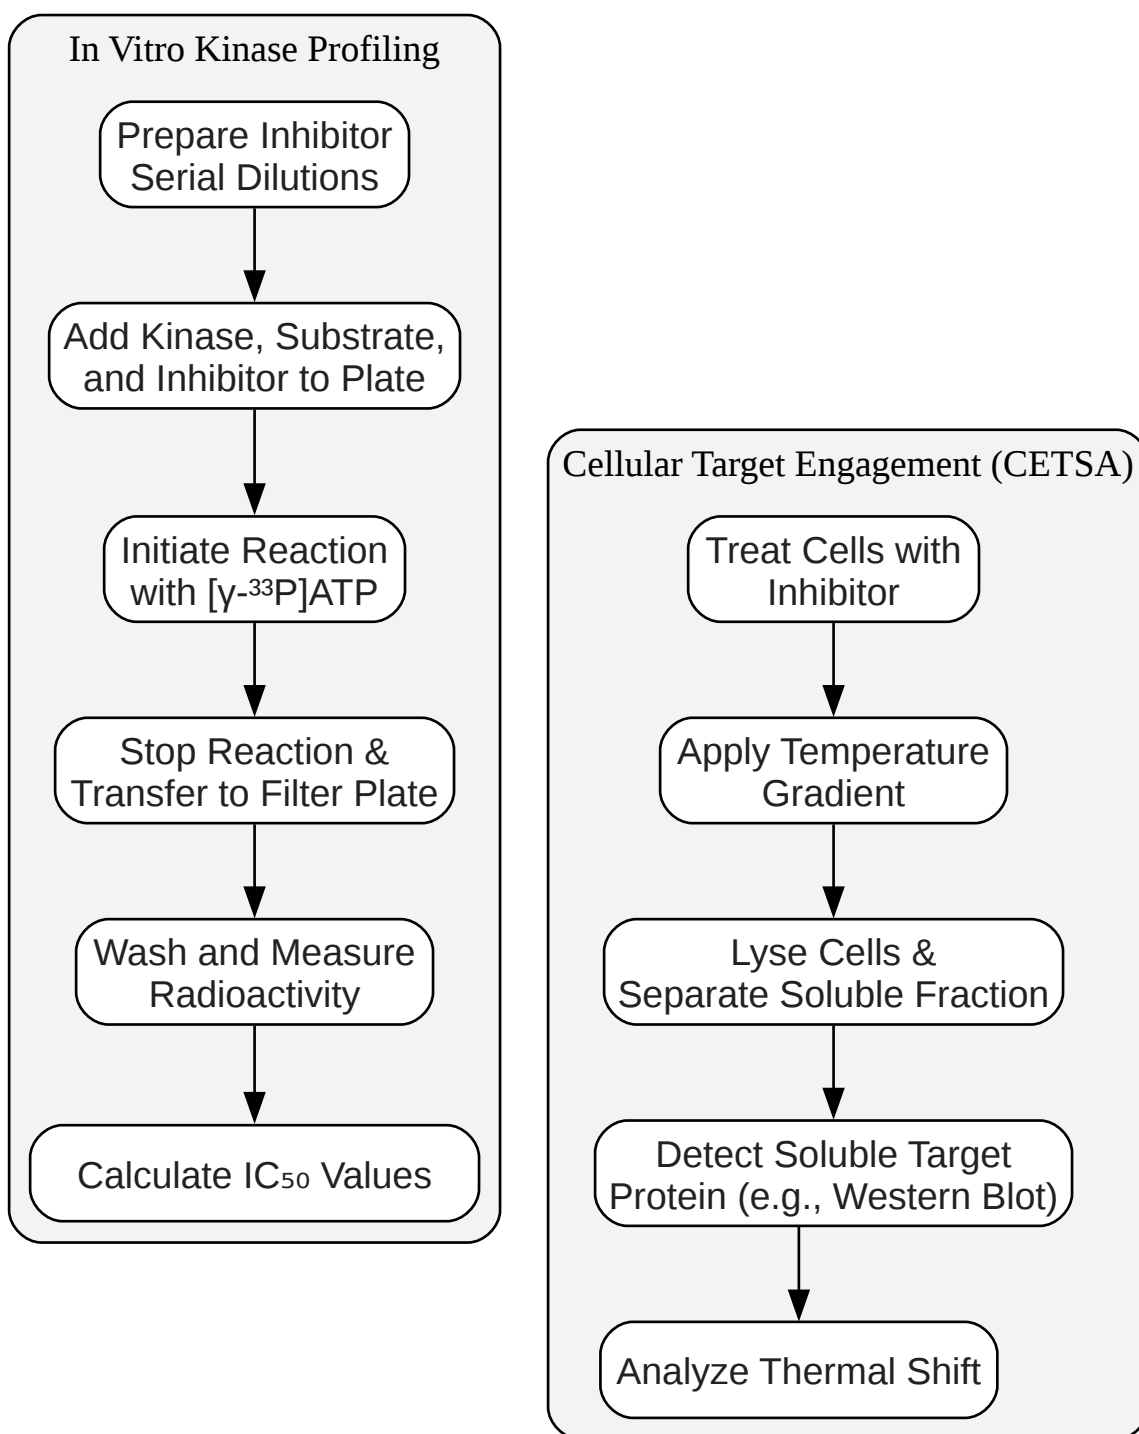 In Vitro Kinase Profiling
Prepare Inhibitor
Serial Dilutions
Add Kinase, Substrate,
and Inhibitor to Plate
Initiate Reaction
with [γ-³³P]ATP
Stop Reaction &
Transfer to Filter Plate
Wash and Measure
Radioactivity
Calculate IC₅₀ Values
Cellular Target Engagement (CETSA)
Treat Cells with
Inhibitor
Apply Temperature
Gradient
Lyse Cells &
Separate Soluble Fraction
Detect Soluble Target
Protein (e.g., Western Blot)
Analyze Thermal Shift